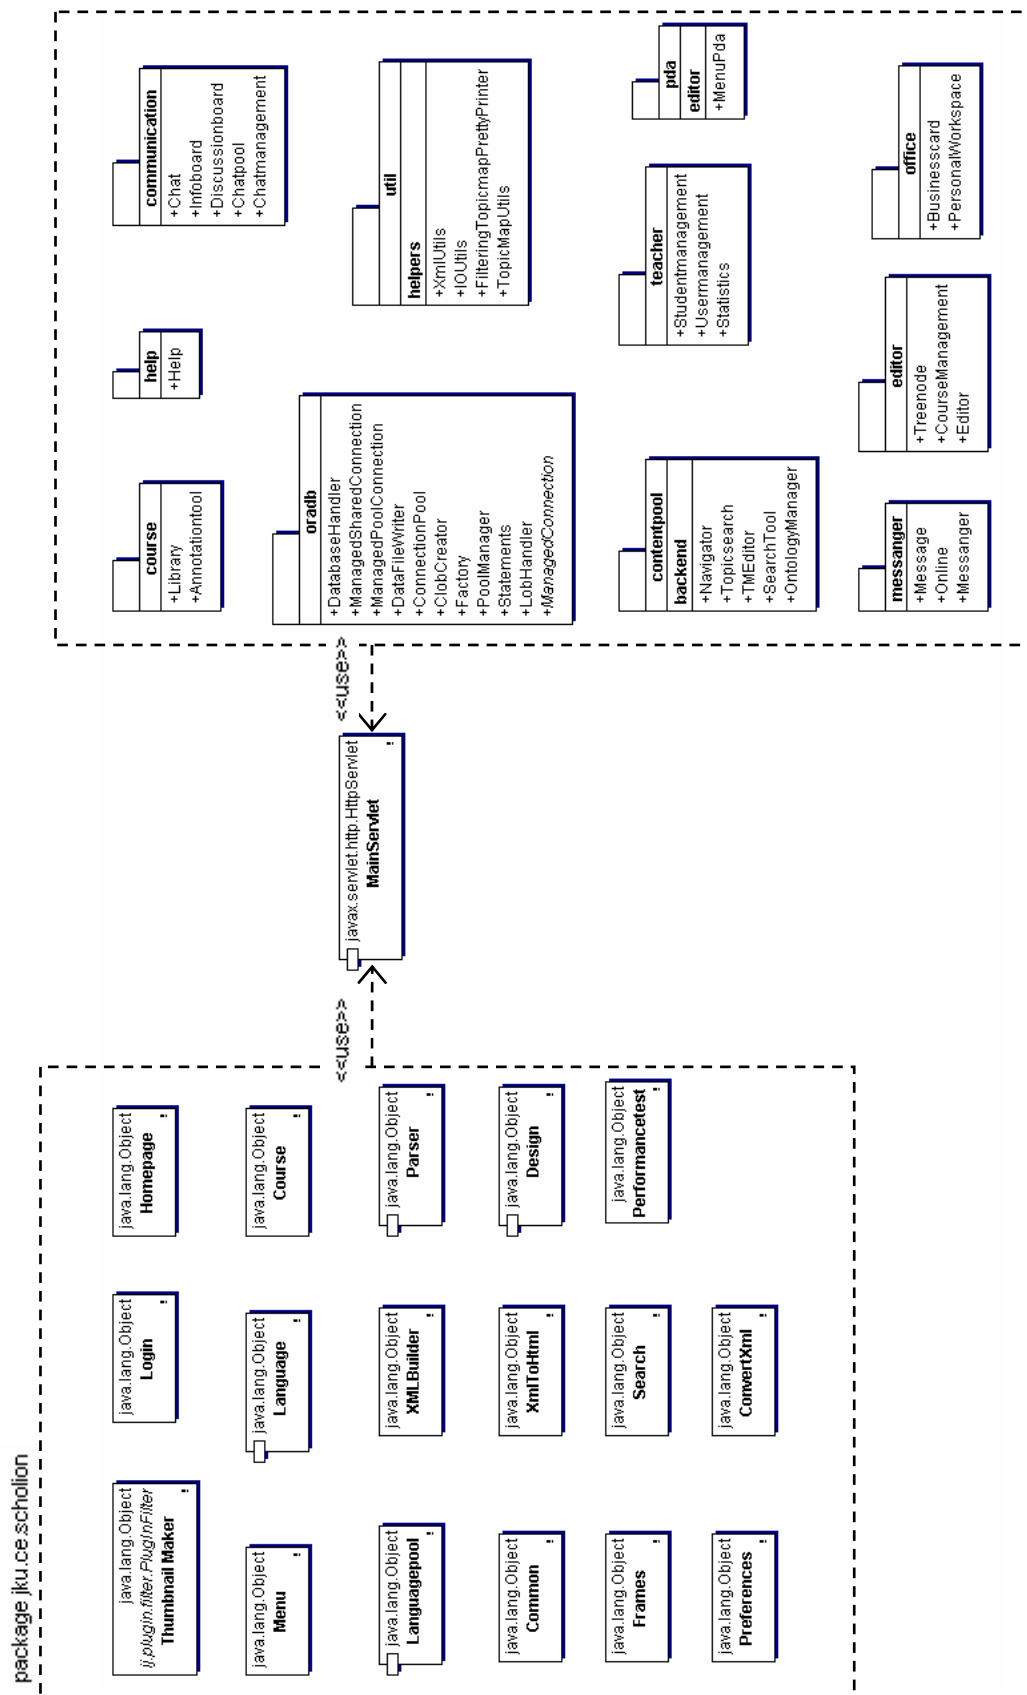 package jku.ce.scholion
java.lang.Object
ij.plugin.filter.PlugInFilter
Thumbnail Maker
java.lang.Object
Login
java.lang.Object
Homepage
java.lang.Object
Menu
java.lang.Object
Language
java.lang.Object
Course
java.lang.Object
Languagepool
java.lang.Object
XMLBuilder
java.lang.Object
Parser
java.lang.Object
Common
java.lang.Object
XmlToHtml
java.lang.Object
Design
java.lang.Object
Frames
java.lang.Object
Search
java.lang.Object
Performancetest
java.lang.Object
Preferences
java.lang.Object
ConvertXml
<<use>>
javax.servlet.http.HttpServlet
MainServlet
<<use>>
course
+Library
+Annotationtool
help
+Help
communication
+Chat
+Infoboard
+Discussionboard
+Chatpool
+Chatmanagement
oradb
+DatabaseHandler
+ManagedSharedConnection
+ManagedPoolConnection
+DataFileWriter
+ConnectionPool
+ClobCreator
+Factory
+PoolManager
+Statements
+LobHandler
+ManagedConnection
util
helpers
+XmlUtils
+IOUtils
+FilteringTopicmapPrettyPrinter
+TopicMapUtils
contentpool
backend
+Navigator
+Topicsearch
+TMEditor
+SearchTool
+OntologyManager
teacher
+Studentmanagement
+Usermanagement
+Statistics
pda
editor
+MenuPda
messanger
+Message
+Online
+Messanger
editor
+Treenode
+CourseManagement
+Editor
office
+Businesscard
+PersonalWorkspace